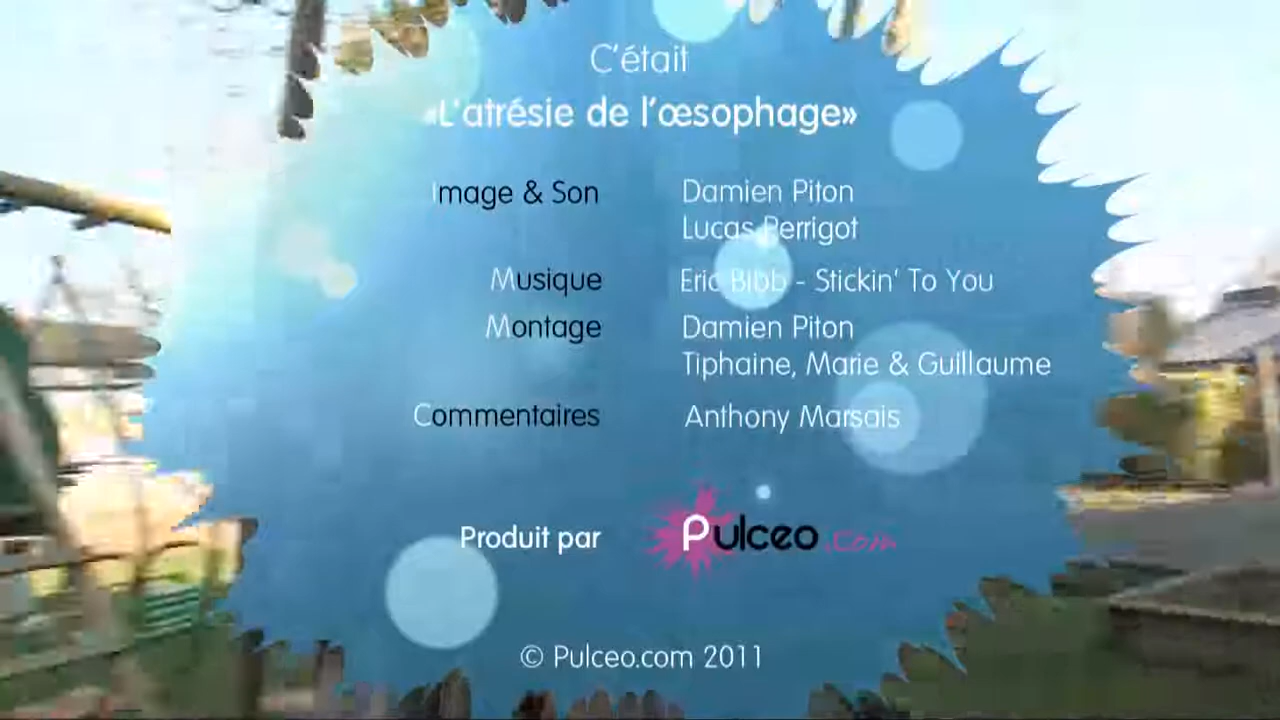 C'était
«L'atrésie de l'œsophage»
Image & Son Damien Piton
Lucas Perrigot
Musique Eric Bibb - Stickin' To You
Montage Damien Piton
Tiphaine, Marie & Guillaume
Commentaires Anthony Marsais
Produit par Pulceo.com
© Pulceo.com 2011